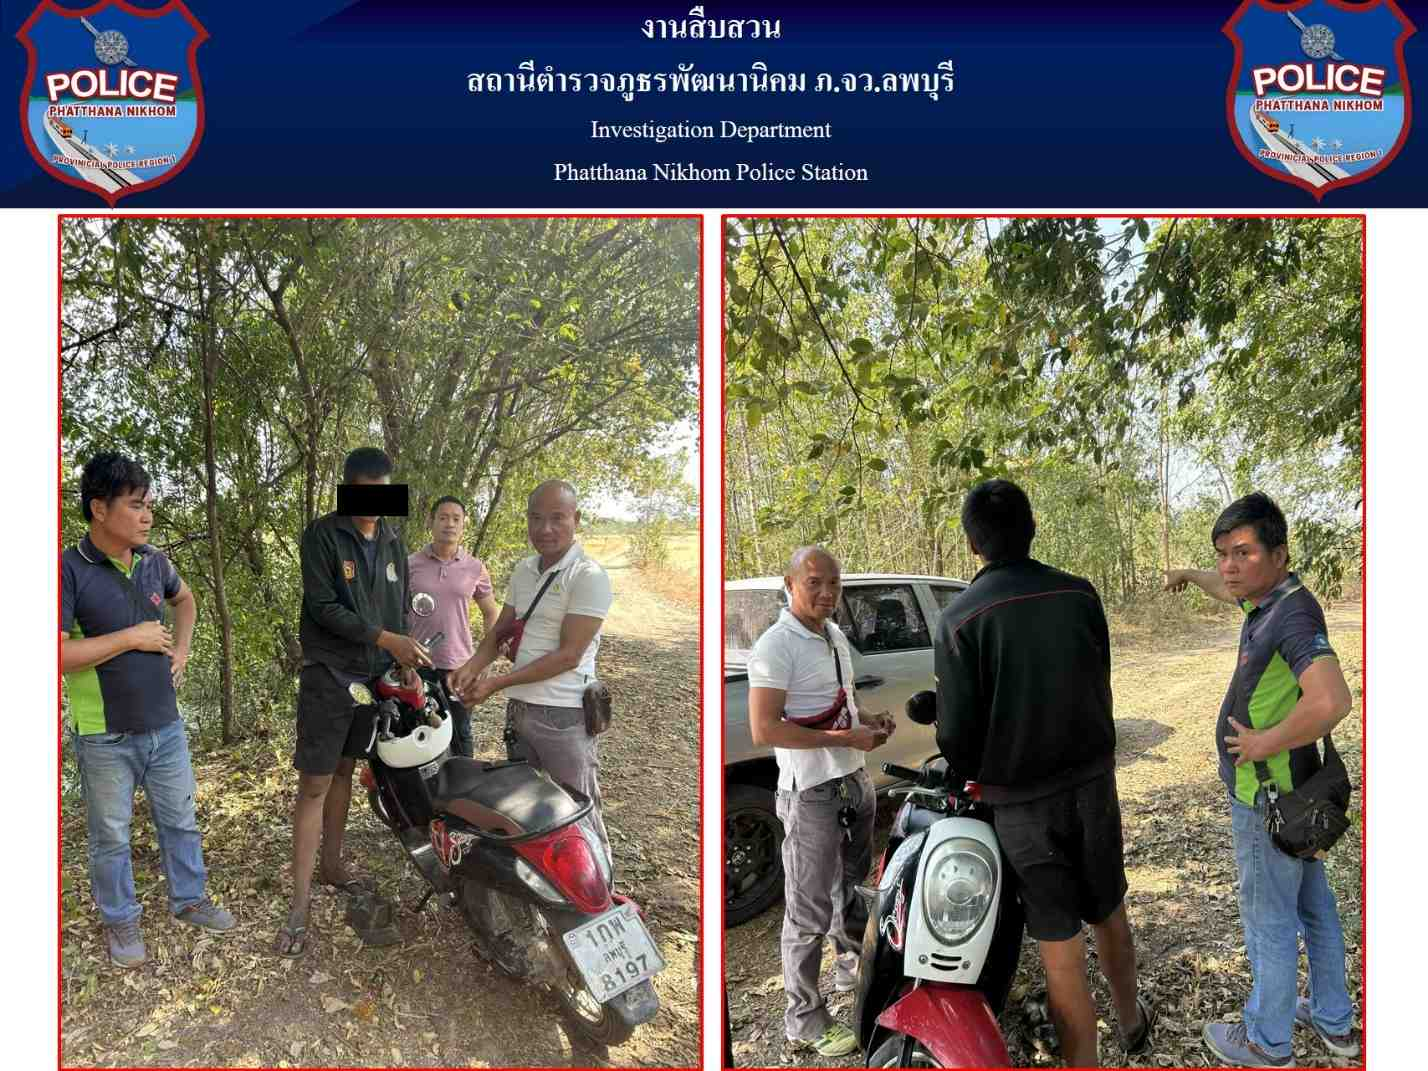 งานสืบสวน
สถานีตำรวจภูธรพัฒนานิคม ภ.จว.ลพบุรี
Investigation Department
Phatthana Nikhom Police Station
POLICE
PHATTHANA NIKHOM
PROVINICIAL POLICE REGION 1
POLICE
PHATTHANA NIKHOM
PROVINICIAL POLICE REGION 1
1กพ
ลพบุรี
8197